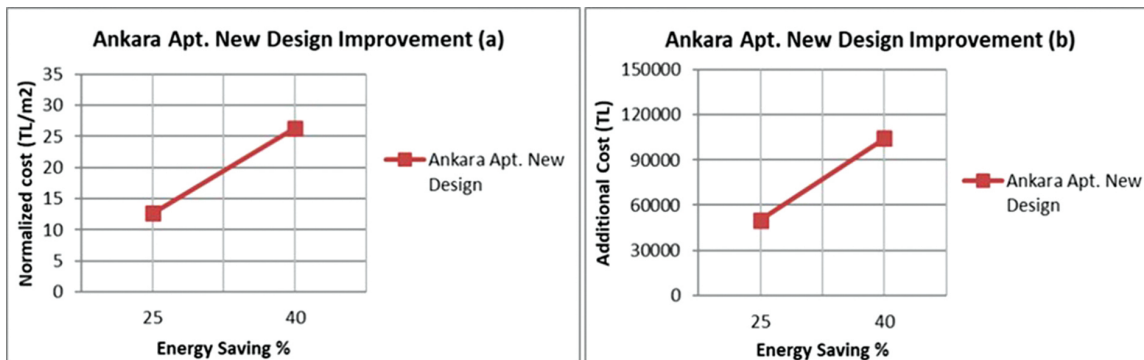 Ankara Apt. New Design Improvement (a)
Normalized cost (TL/m2)
35
30
25
20
15
10
5
0
25 40
Energy Saving %
Ankara Apt. New
Design
Ankara Apt. New Design Improvement (b)
Additional Cost (TL)
150000
120000
90000
60000
30000
0
25 40
Energy Saving %
Ankara Apt. New
Design